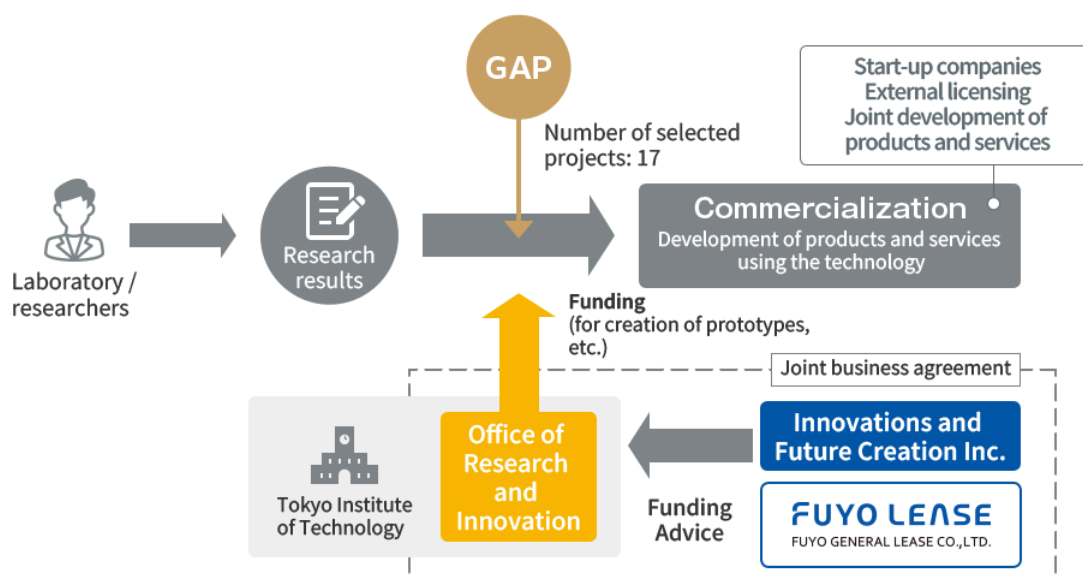 GAP
Number of selected
projects: 17
Start-up companies
External licensing
Joint development of
products and services
Laboratory /
researchers
Research
results
Commercialization
Development of products and services
using the technology
Funding
(for creation of prototypes,
etc.)
Joint business agreement
Tokyo Institute
of Technology
Office of
Research
and
Innovation
Funding
Advice
Innovations and
Future Creation Inc.
FUYO LEASE
FUYO GENERAL LEASE CO.,LTD.